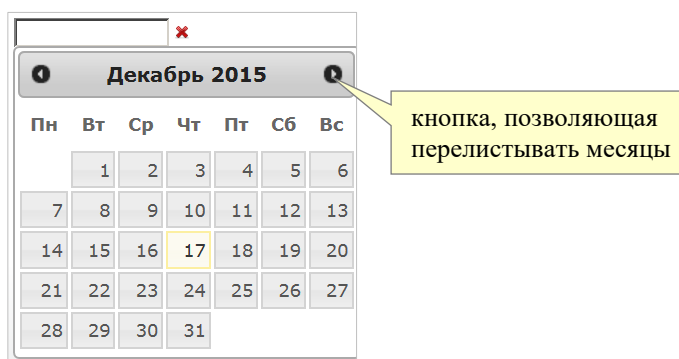 Декабрь 2015
Пн Вт Ср Чт Пт Сб Вс
1 2 3 4 5 6
7 8 9 10 11 12 13
14 15 16 17 18 19 20
21 22 23 24 25 26 27
28 29 30 31
кнопка, позволяющая
перелистывать месяцы